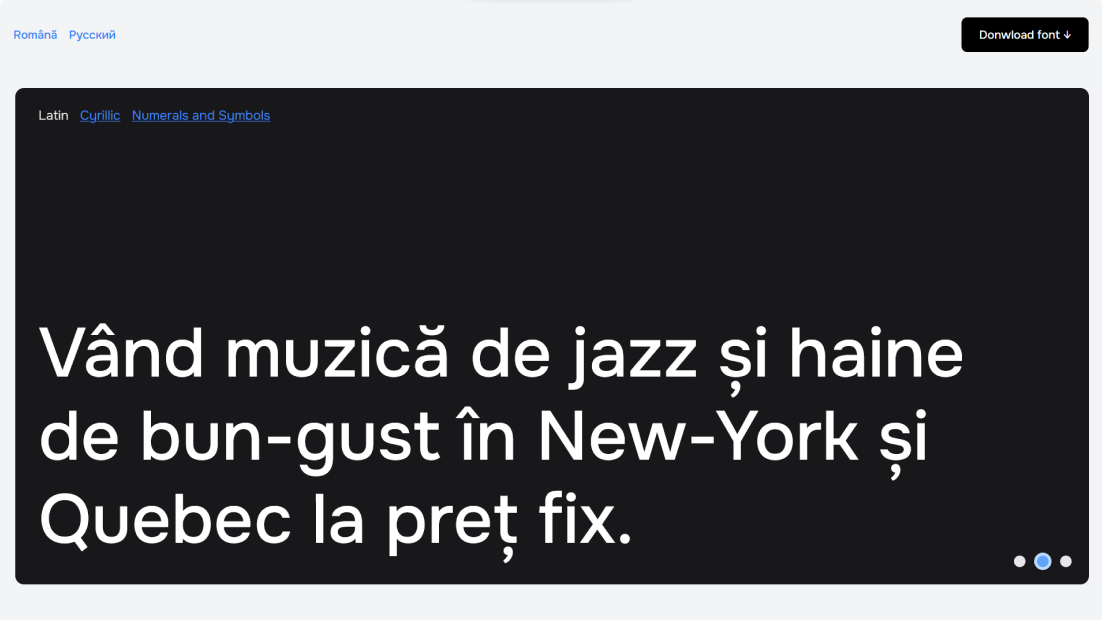 Română Русский
Donwload font ↓
Latin Cyrillic Numerals and Symbols
Vând muzică de jazz și haine
de bun-gust în New-York și
Quebec la preț fix.